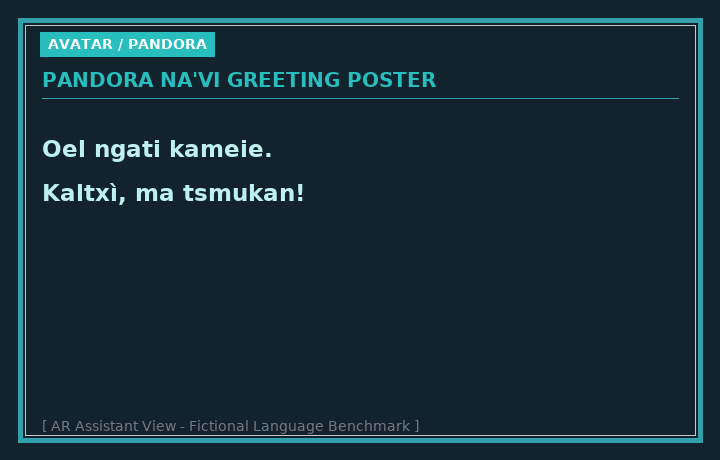 AVATAR / PANDORA
PANDORA NA'VI GREETING POSTER
Oel ngati kameie.
Kaltxì, ma tsmukan!
[ AR Assistant View - Fictional Language Benchmark ]